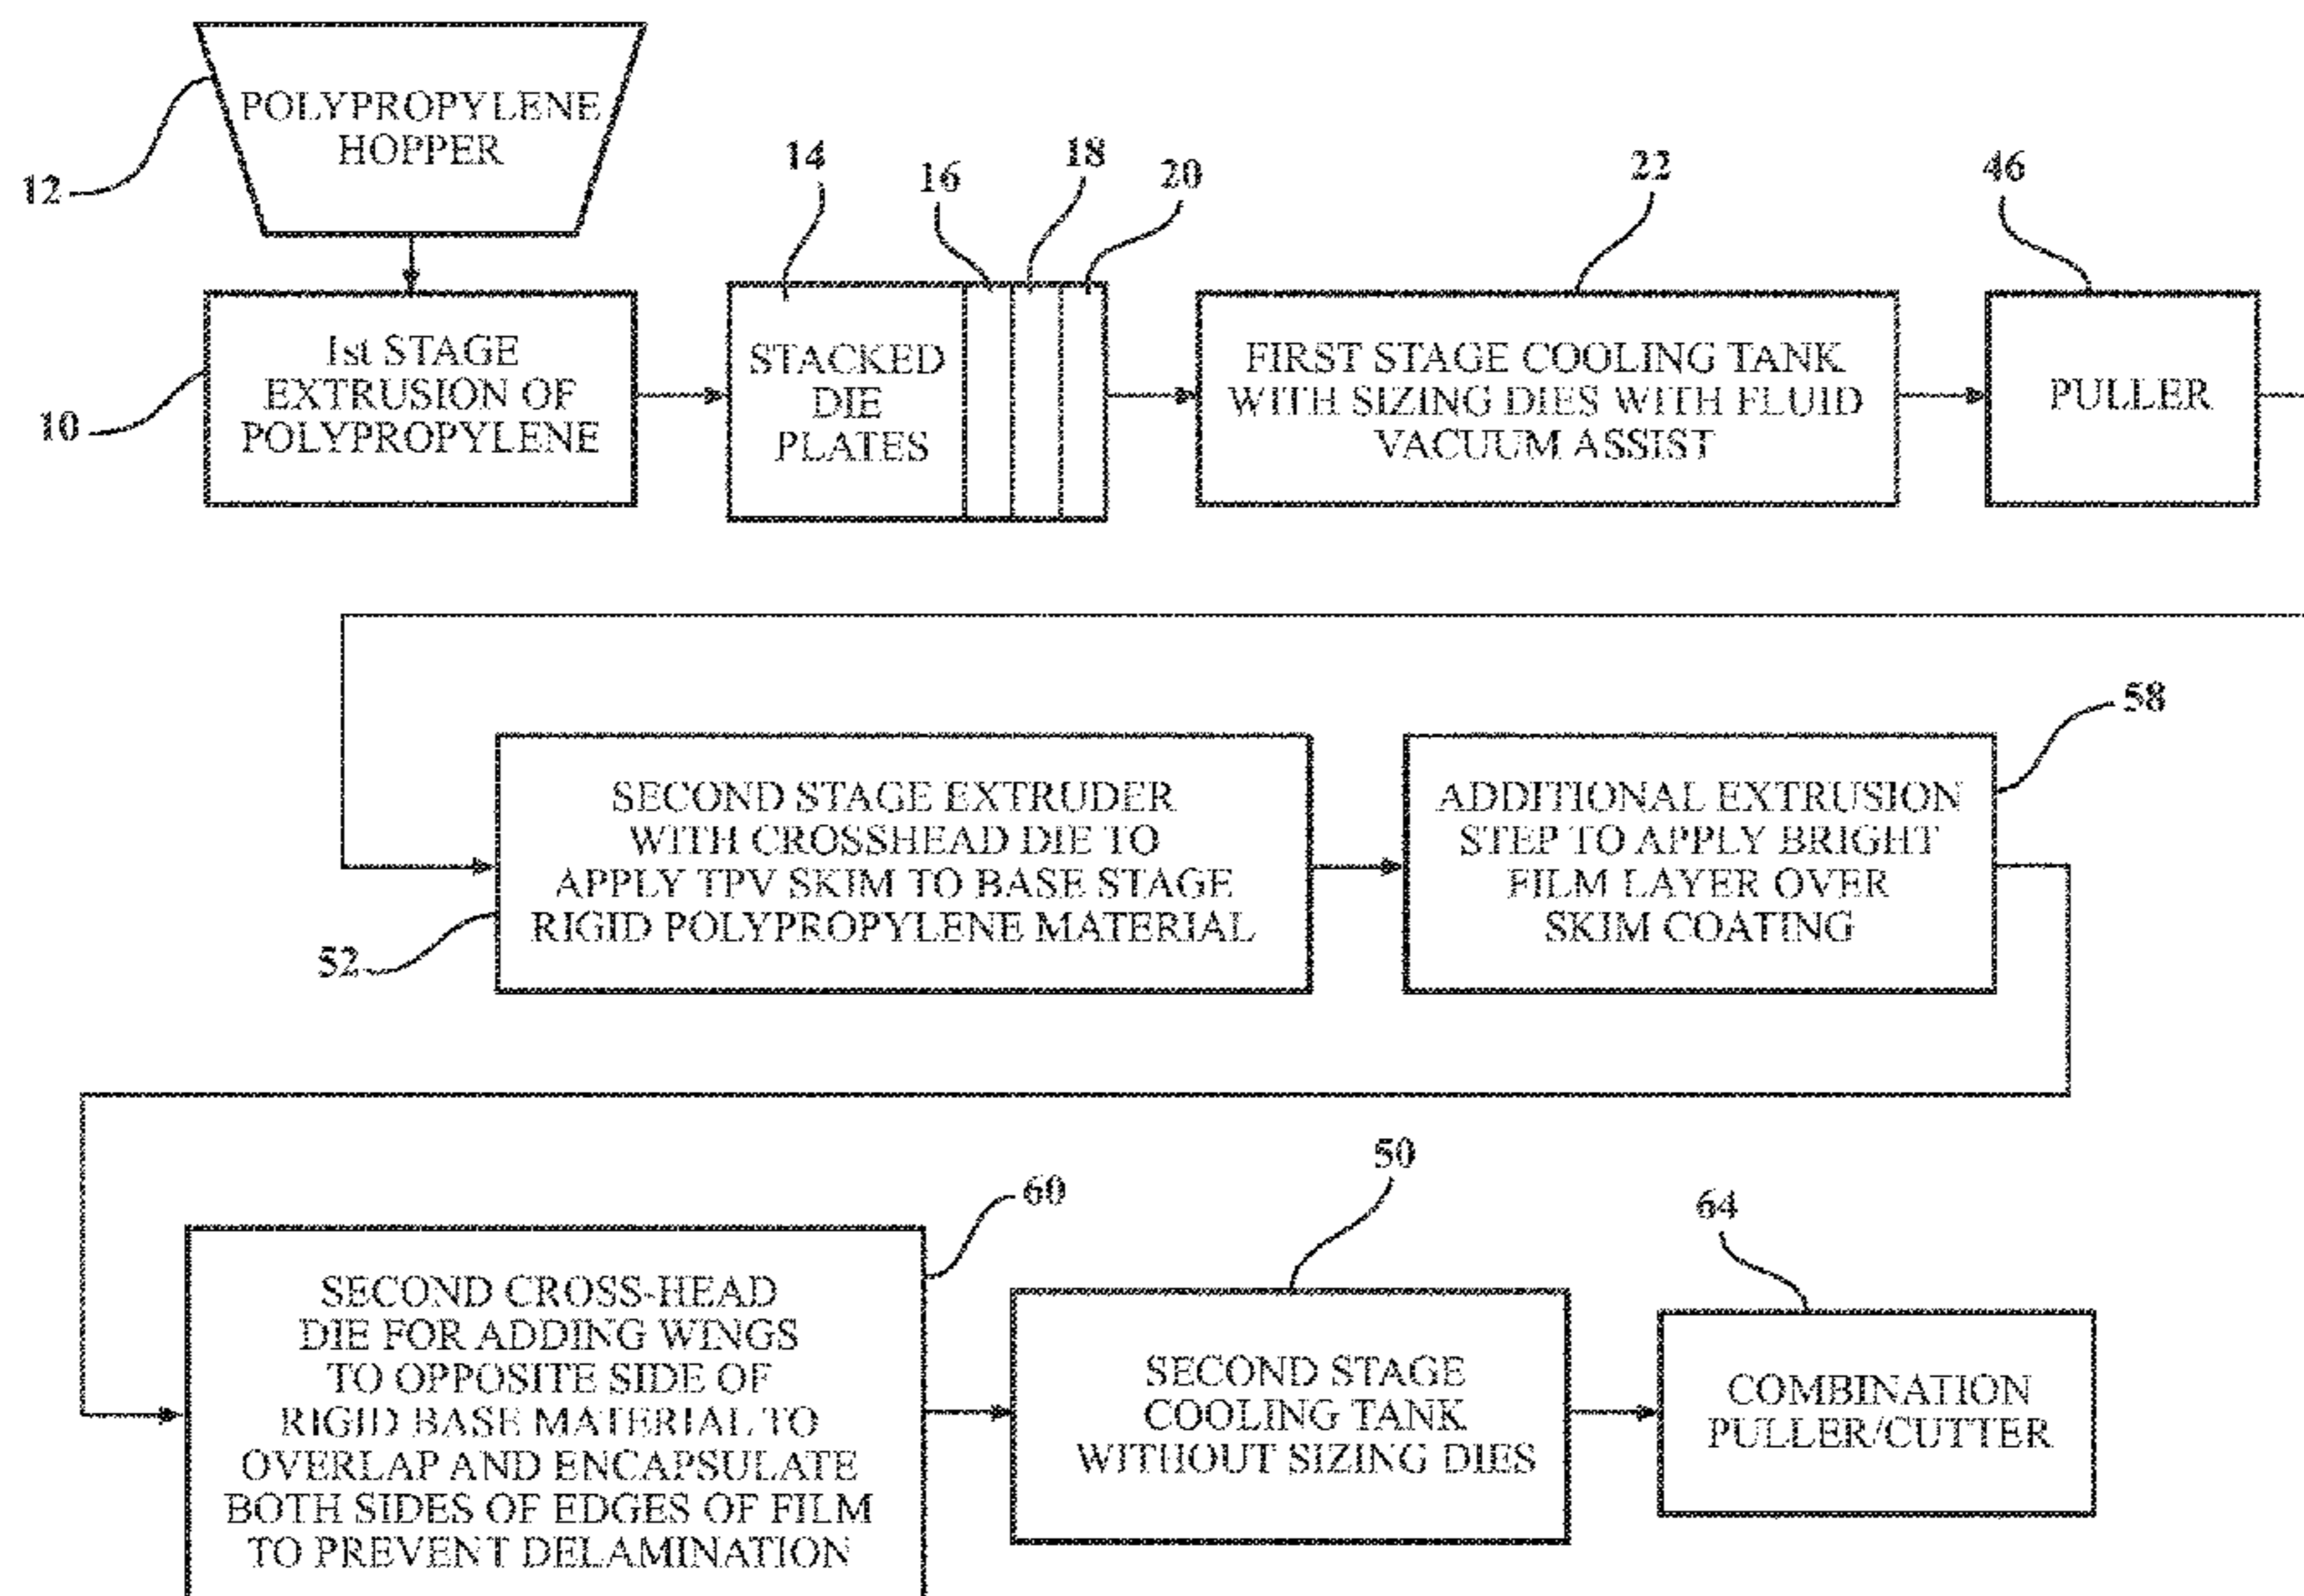 POLYPROPYLENE
HOPPER
12
14
16
18
20
22
46
1st STAGE
EXTRUSION OF
POLYPROPYLENE
10
STACKED
DIE
PLATES
FIRST STAGE COOLING TANK
WITH SIZING DIES WITH FLUID
VACUUM ASSIST
PULLER
58
SECOND STAGE EXTRUDER
WITH CROSSHEAD DIE TO
APPLY TPV SKIM TO BASE STAGE
RIGID POLYPROPYLENE MATERIAL
52
ADDITIONAL EXTRUSION
STEP TO APPLY BRIGHT
FILM LAYER OVER
SKIM COATING
60
50
64
SECOND CROSS-HEAD
DIE FOR ADDING WINGS
TO OPPOSITE SIDE OF
RIGID BASE MATERIAL TO
OVERLAP AND ENCAPSULATE
BOTH SIDES OF EDGES OF FILM
TO PREVENT DELAMINATION
SECOND STAGE
COOLING TANK
WITHOUT SIZING DIES
COMBINATION
PULLER/CUTTER